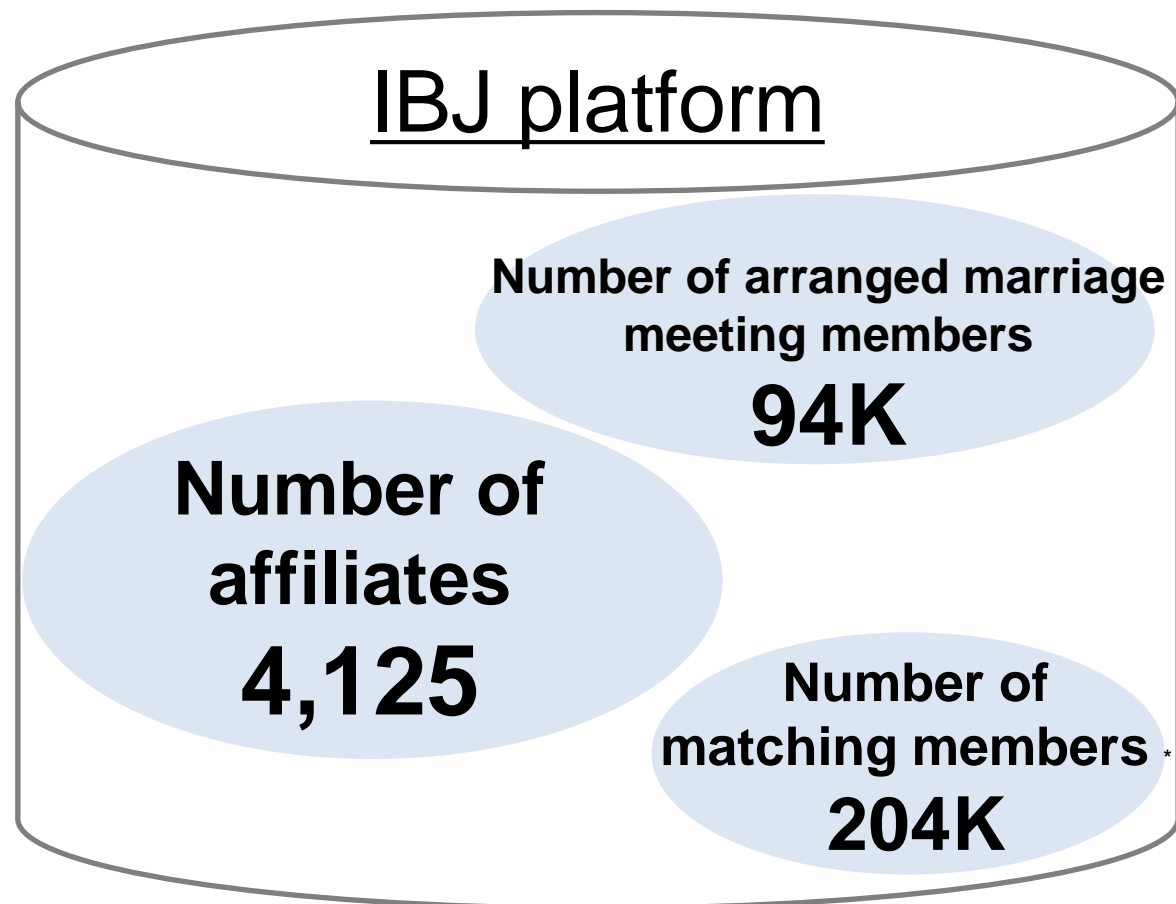 IBJ platform
Number of arranged marriage
meeting members
94K
Number of
affiliates
4,125
Number of
matching members *
204K